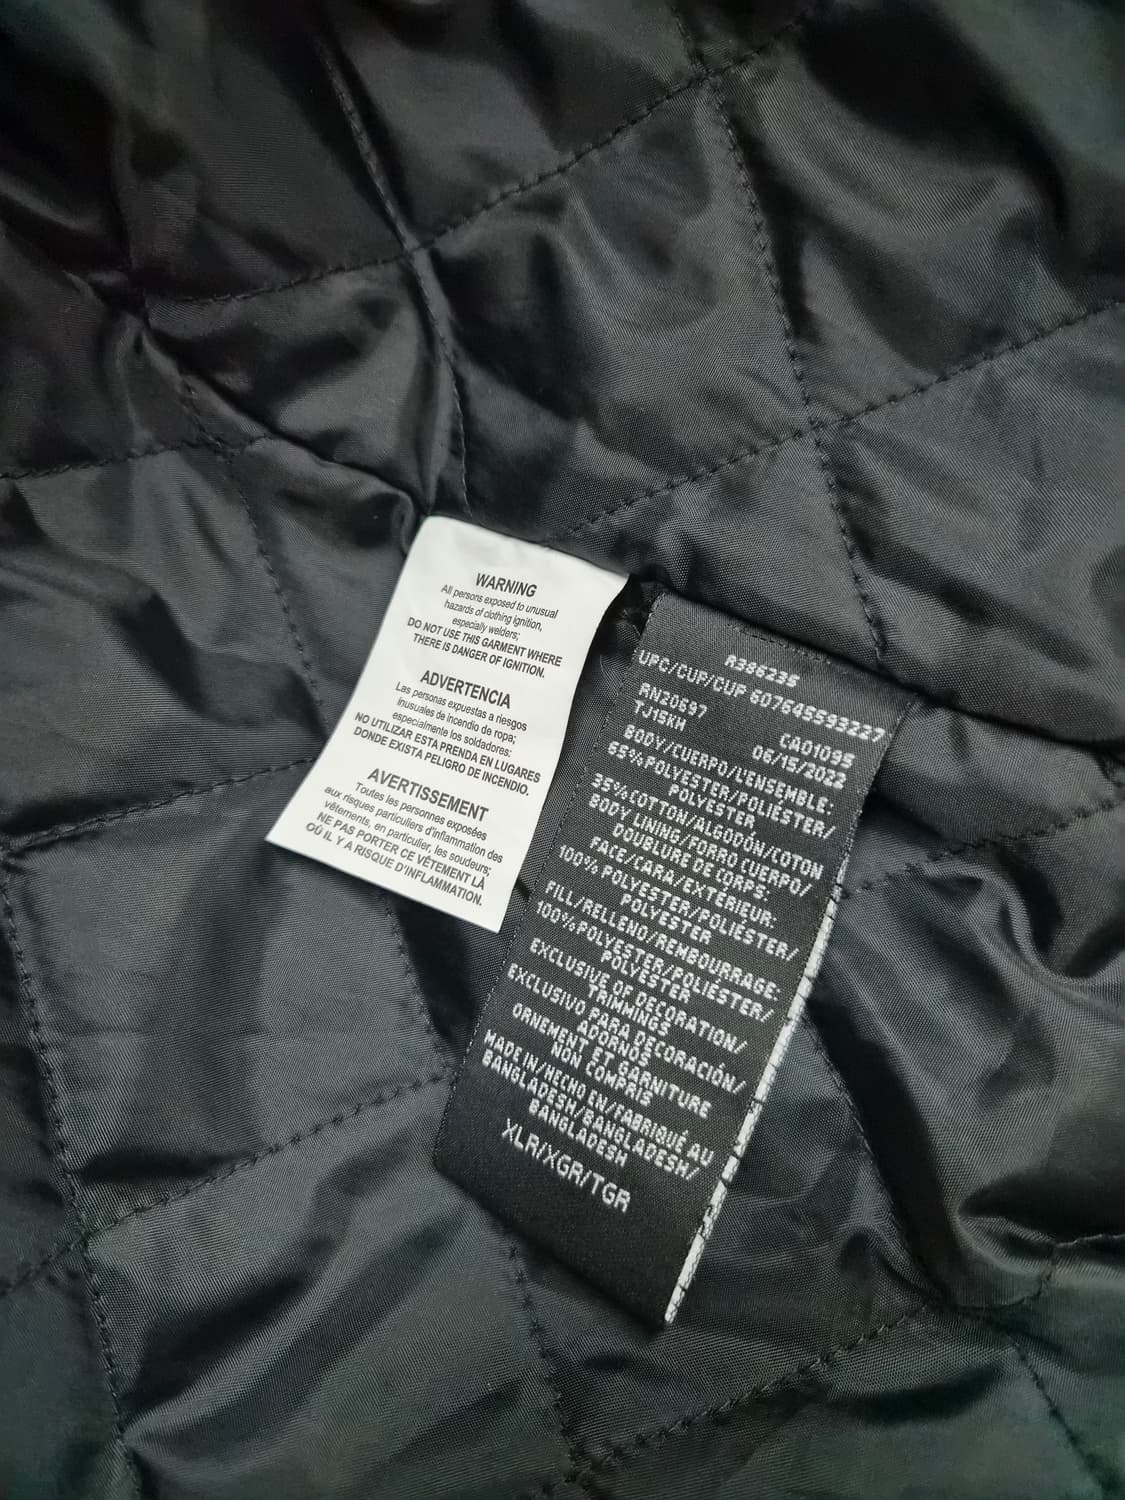 WARNING
All persons exposed to unusual
hazards of clothing ignition,
especially welders;
DO NOT USE THIS GARMENT WHERE
THERE IS DANGER OF IGNITION.
ADVERTENCIA
Las personas expuestas a riesgos
inusuales de incendio de ropa;
especialmente los soldadores:
NO UTILIZAR ESTA PRENDA EN LUGARES
DONDE EXISTA PELIGRO DE INCENDIO.
AVERTISSEMENT
Toutes les personnes exposées
aux risques particuliers d'inflammation des
vêtements, en particulier, les soudeurs;
NE PAS PORTER CE VÊTEMENT LÀ
OÙ IL Y A RISQUE D'INFLAMMATION.
R386235
UPC/CUP/CUP 607645593227
RN20697 CA01095
TJ15KH 06/15/2022
BODY/CUERPO/L'ENSEMBLE:
65%POLYESTER/POLIÉSTER/
POLYESTER
35%COTTON/ALGODÓN/COTON
BODY LINING/FORRO CUERPO/
DOUBLURE DE CORPS:
FACE/CARA/EXTÉRIEUR:
100%POLYESTER/POLIÉSTER/
POLYESTER
FILL/RELLENO/REMBOURRAGE:
100%POLYESTER/POLIÉSTER/
POLYESTER
EXCLUSIVE OF DECORATION/
TRIMMINGS
EXCLUSIVO PARA DECORACIÓN/
ADORNOS
ORNEMENT ET GARNITURE
NON COMPRIS
MADE IN/HECHO EN/FABRIQUÉ AU
BANGLADESH/BANGLADESH/
BANGLADESH
XLR/XGR/TGR